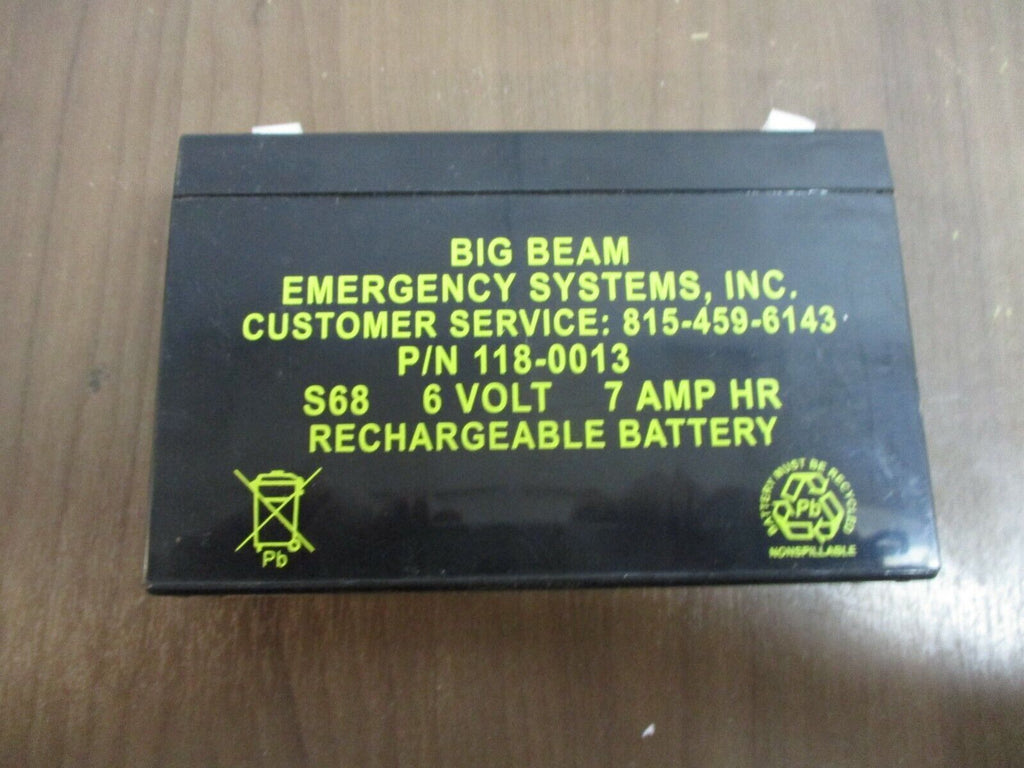 BIG BEAM
EMERGENCY SYSTEMS, INC.
CUSTOMER SERVICE: 815-459-6143
P/N 118-0013
S68 6 VOLT 7 AMP HR
RECHARGEABLE BATTERY
Pb
BATTERY MUST BE RECYCLED
Pb
NONSPILLABLE